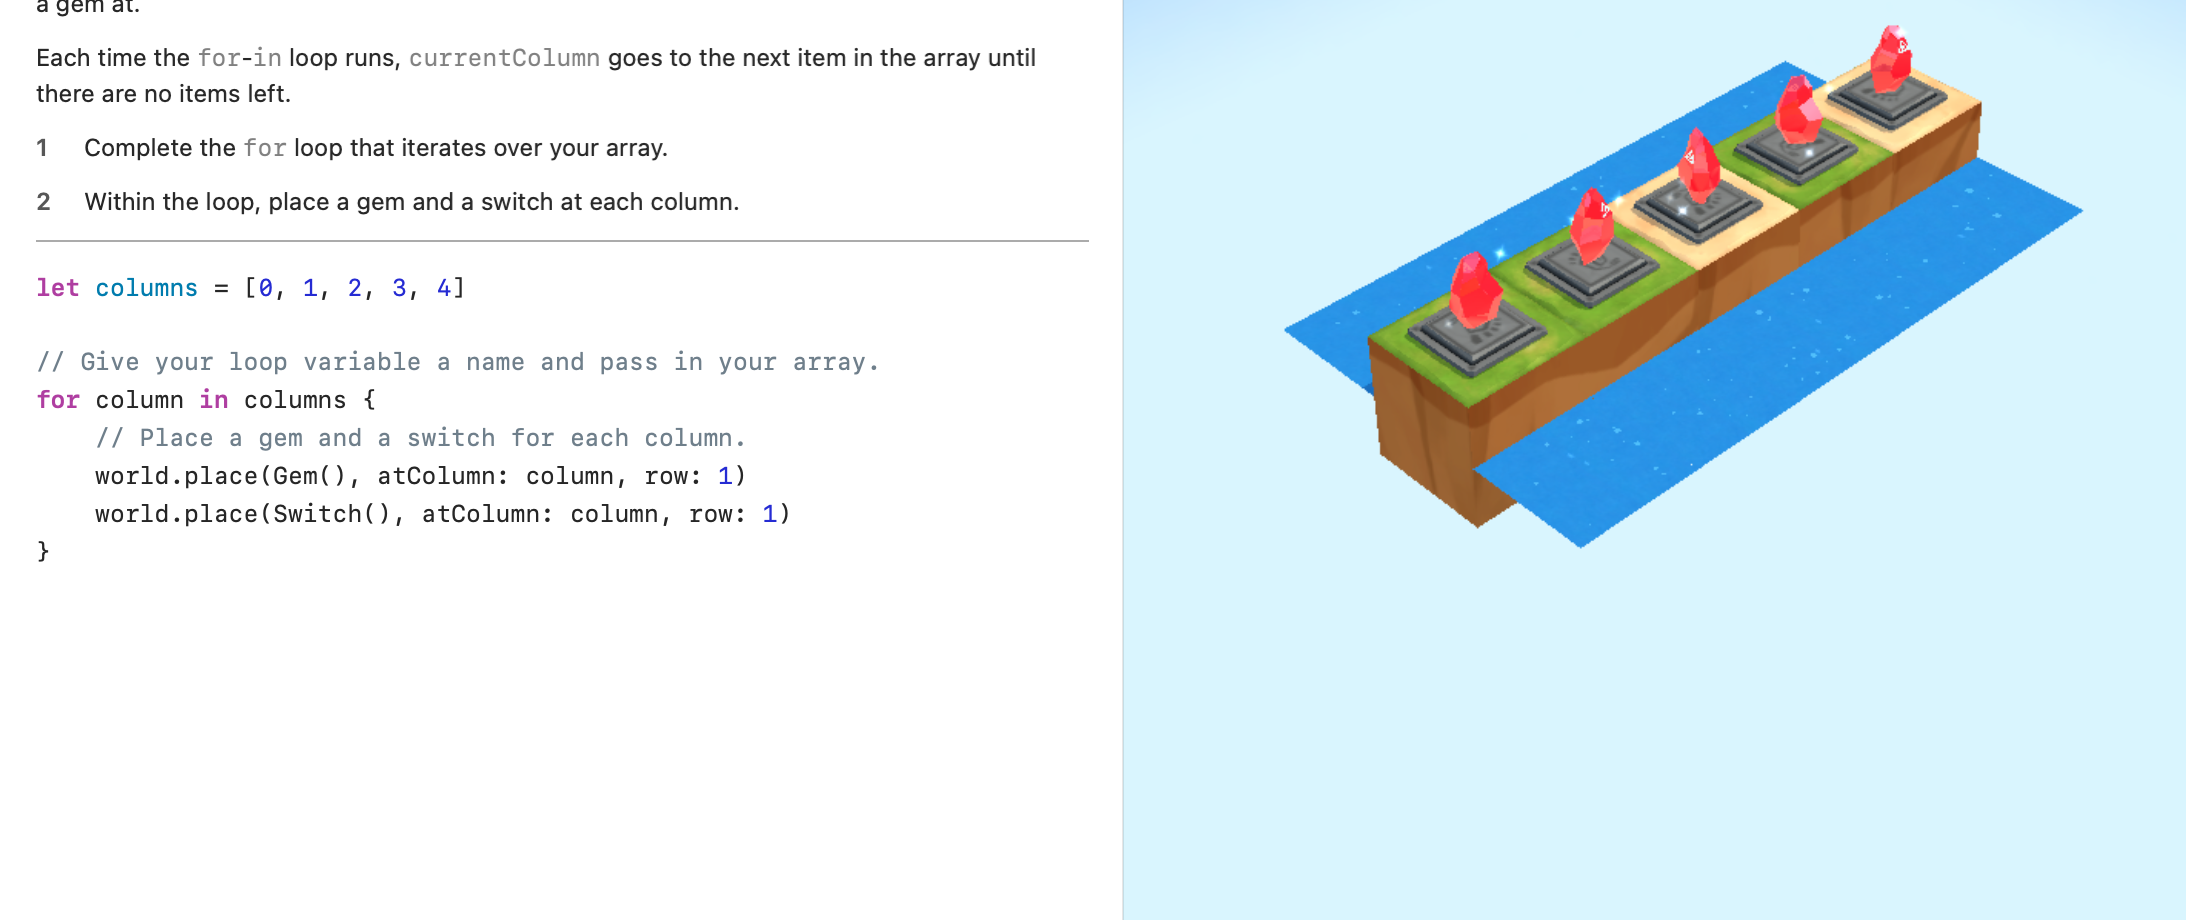 a gem at.
Each time the for-in loop runs, currentColumn goes to the next item in the array until
there are no items left.
1 Complete the for loop that iterates over your array.
2 Within the loop, place a gem and a switch at each column.
let columns = [0, 1, 2, 3, 4]
// Give your loop variable a name and pass in your array.
for column in columns {
    // Place a gem and a switch for each column.
    world.place(Gem(), atColumn: column, row: 1)
    world.place(Switch(), atColumn: column, row: 1)
}